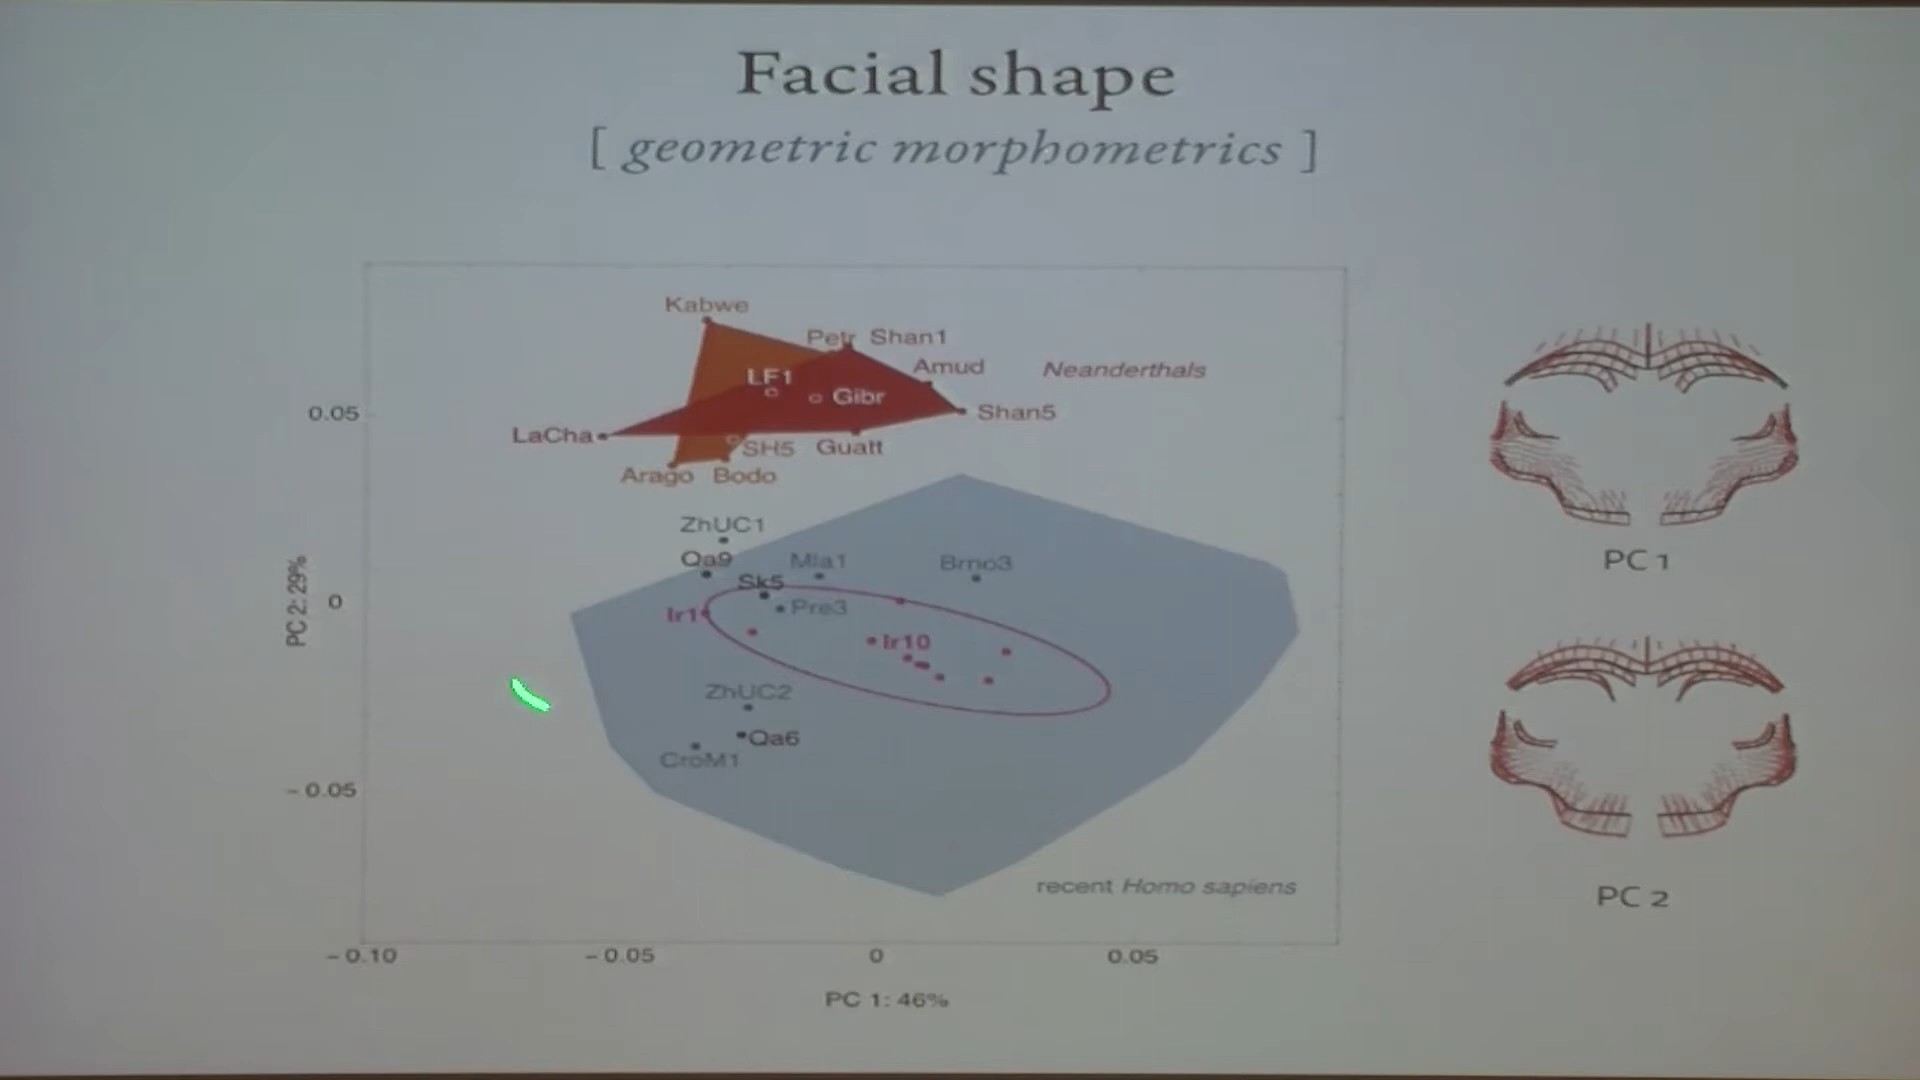 Facial shape
[ geometric morphometrics ]
Kabwe
Petr Shan1
Amud
Neanderthals
LF1
Gibr
Shan5
0.05
LaCha
SH5
Guatt
Arago
Bodo
ZhUC1
Qa9
Mla1
Brno3
Sk5
0
Ir1
Pre3
Ir10
PC 2: 29%
ZhUC2
Qa6
CroM1
- 0.05
recent Homo sapiens
- 0.10
- 0.05
0
0.05
PC 1: 46%
PC 1
PC 2